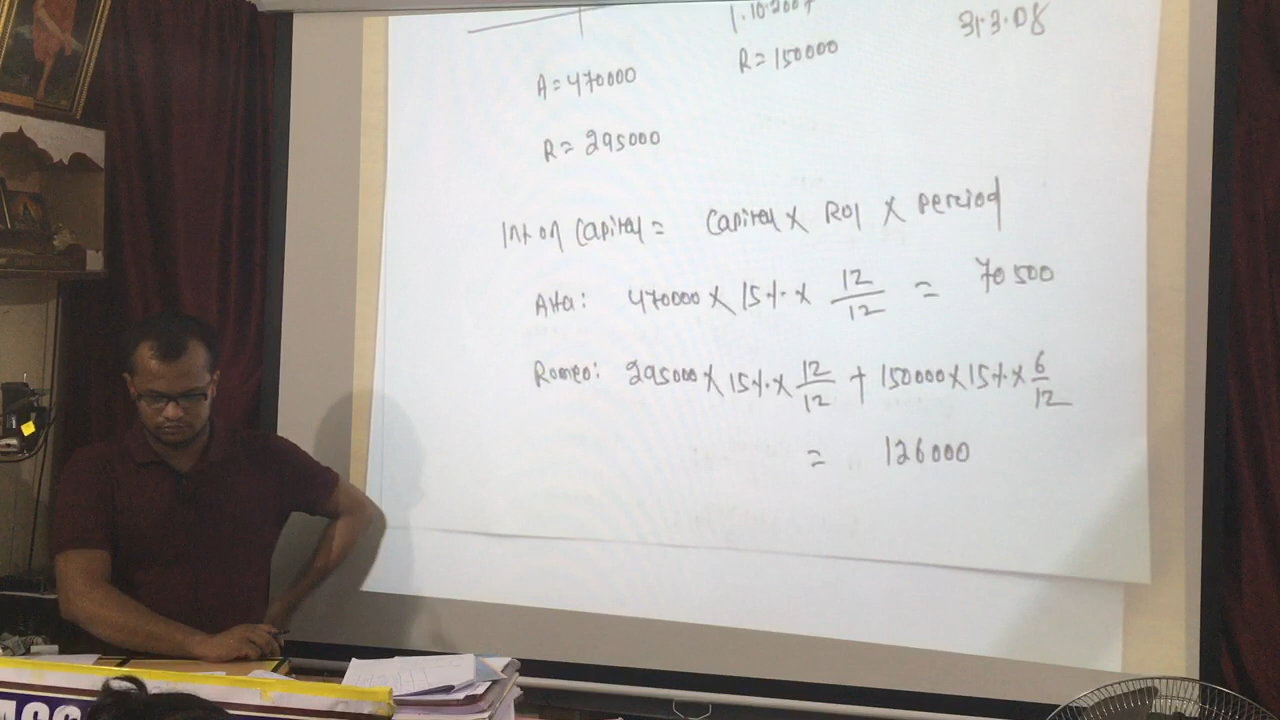 1.10.2007
31.3.08
R = 150000
A = 470000
R = 295000
Int on Capital = Capital X ROI X Period
470000 X 15% X 12/12 = 70500
Romeo: 295000 X 15% X 12/12 + 150000 X 15% X 6/12
= 126000